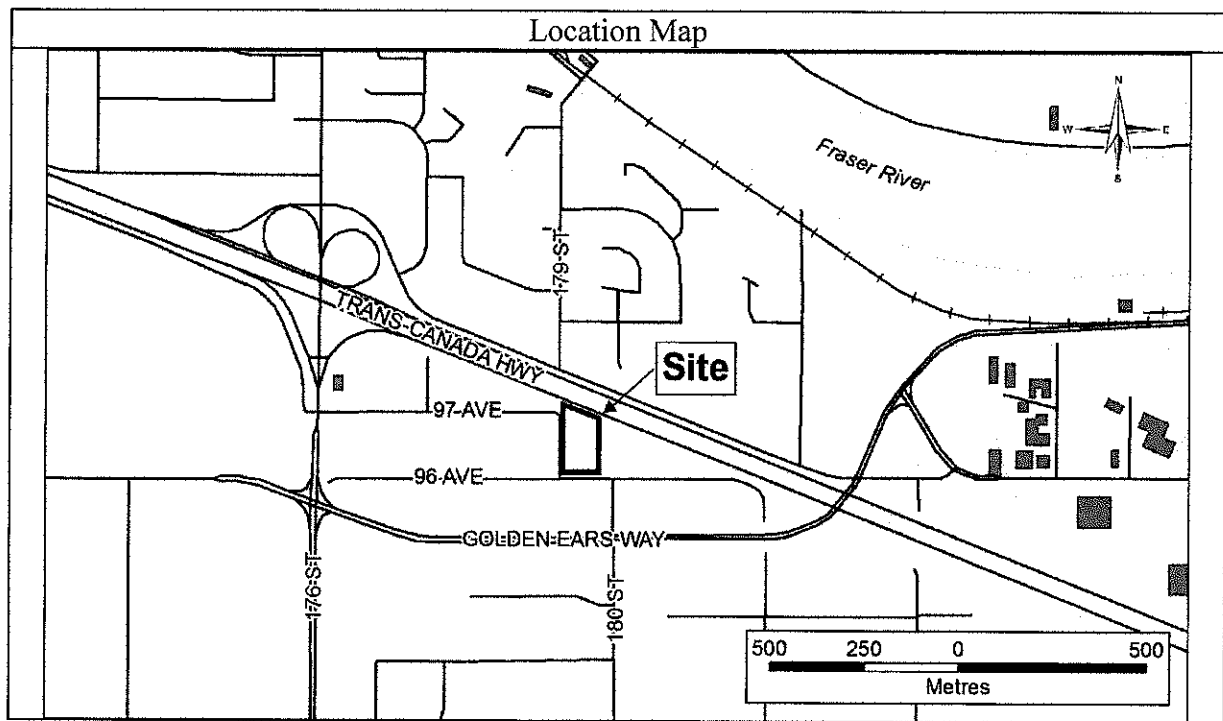 Location Map
N
W E
S
Fraser River
179 ST
TRANS-CANADA HWY
Site
97 AVE
96 AVE
GOLDEN EARS WAY
176 ST
180 ST
500 250 0 500
Metres